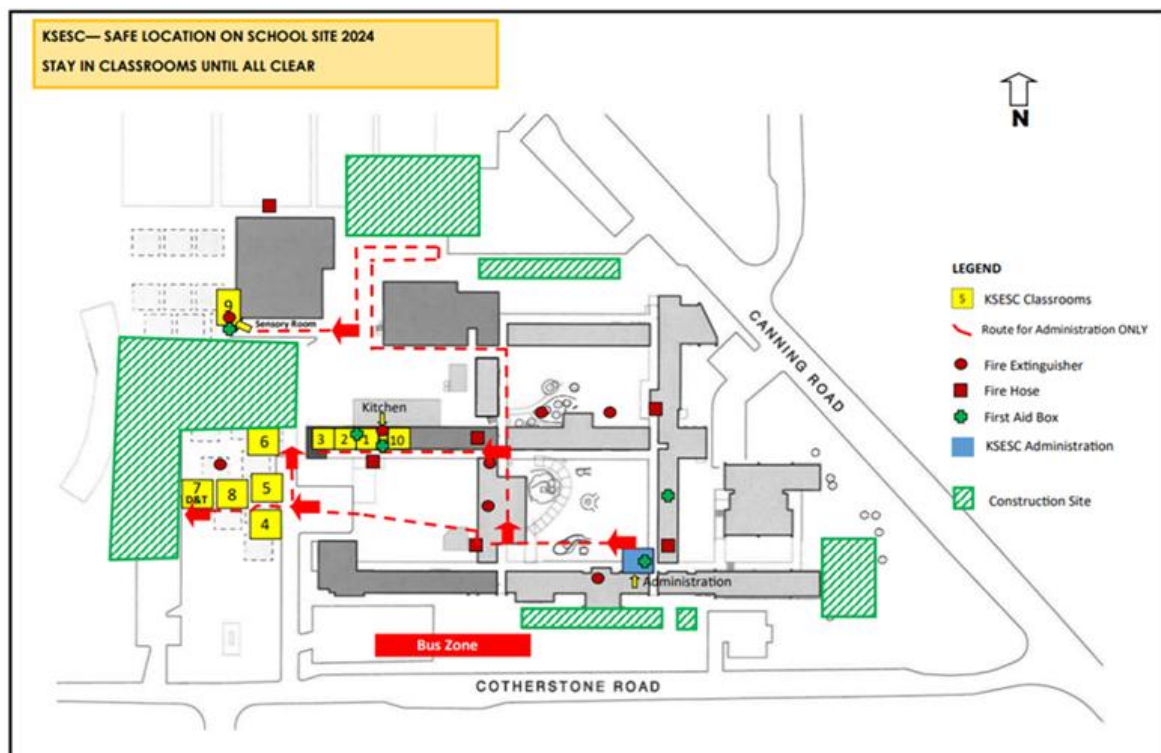 KSESC— SAFE LOCATION ON SCHOOL SITE 2024
STAY IN CLASSROOMS UNTIL ALL CLEAR
N
9
Sensory Room
CANNING ROAD
LEGEND
5 KSESC Classrooms
Route for Administration ONLY
Fire Extinguisher
Fire Hose
First Aid Box
KSESC Administration
Construction Site
Kitchen
3 2 1 10
6
7
D&T
8
5
4
Administration
Bus Zone
COTHERSTONE ROAD